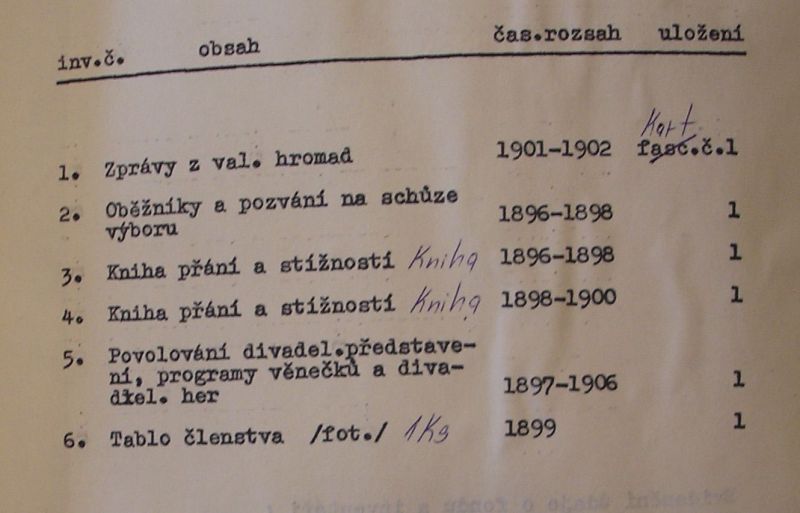 inv.č. obsah čas.rozsah uložení
Kart.
1. Zprávy z val. hromad 1901-1902 fasc.č.1
2. Oběžníky a pozvání na schůze
výboru 1896-1898 1
3. Kniha přání a stížností Kniha 1896-1898 1
4. Kniha přání a stížností Kniha 1898-1900 1
5. Povolování divadel.představe-
ní, programy věnečků a diva-
del. her 1897-1906 1
6. Tablo členstva /fot./ 1Ks 1899 1